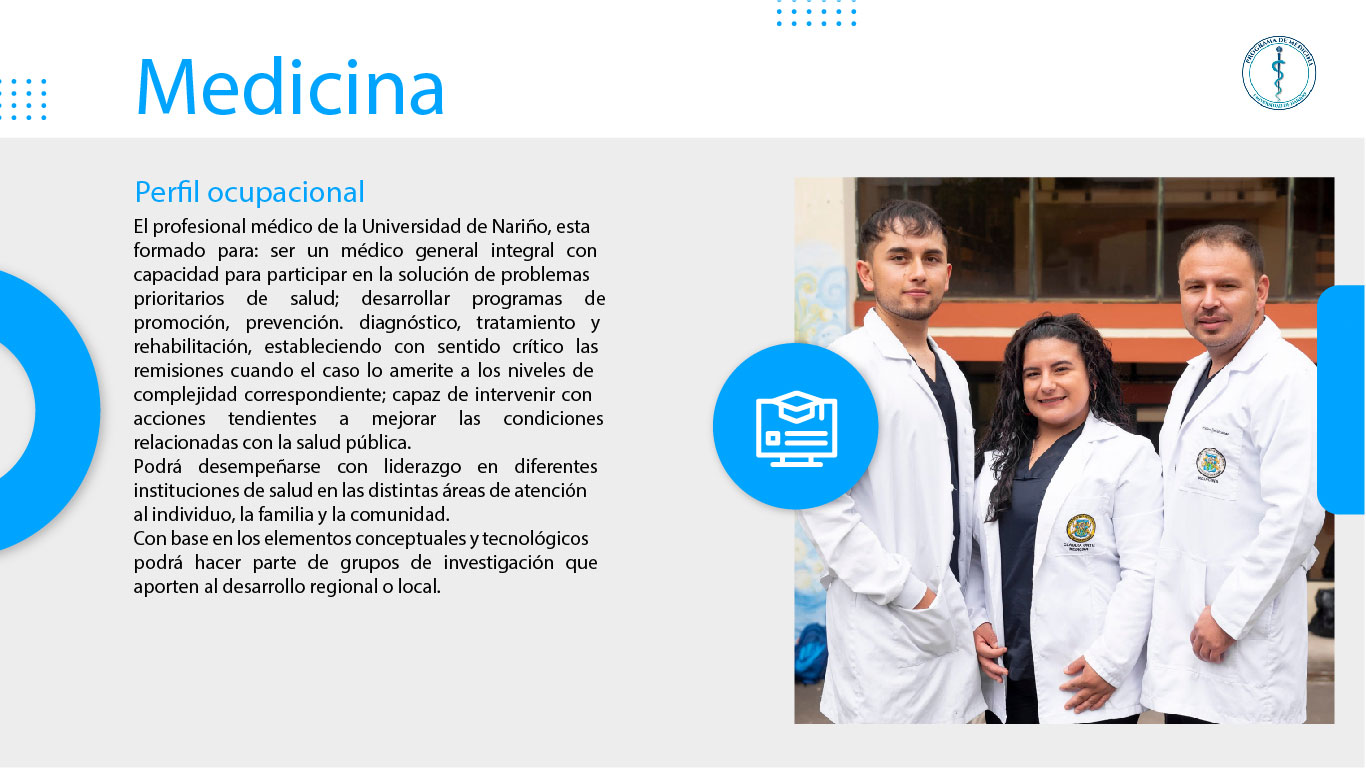 Medicina
PROGRAMA DE MEDICINA
UNIVERSIDAD DE NARIÑO
Perfil ocupacional
El profesional médico de la Universidad de Nariño, esta
formado para: ser un médico general integral con
capacidad para participar en la solución de problemas
prioritarios de salud; desarrollar programas de
promoción, prevención. diagnóstico, tratamiento y
rehabilitación, estableciendo con sentido crítico las
remisiones cuando el caso lo amerite a los niveles de
complejidad correspondiente; capaz de intervenir con
acciones tendientes a mejorar las condiciones
relacionadas con la salud pública.
Podrá desempeñarse con liderazgo en diferentes
instituciones de salud en las distintas áreas de atención
al individuo, la familia y la comunidad.
Con base en los elementos conceptuales y tecnológicos
podrá hacer parte de grupos de investigación que
aporten al desarrollo regional o local.
MEDICINA
MEDICINA